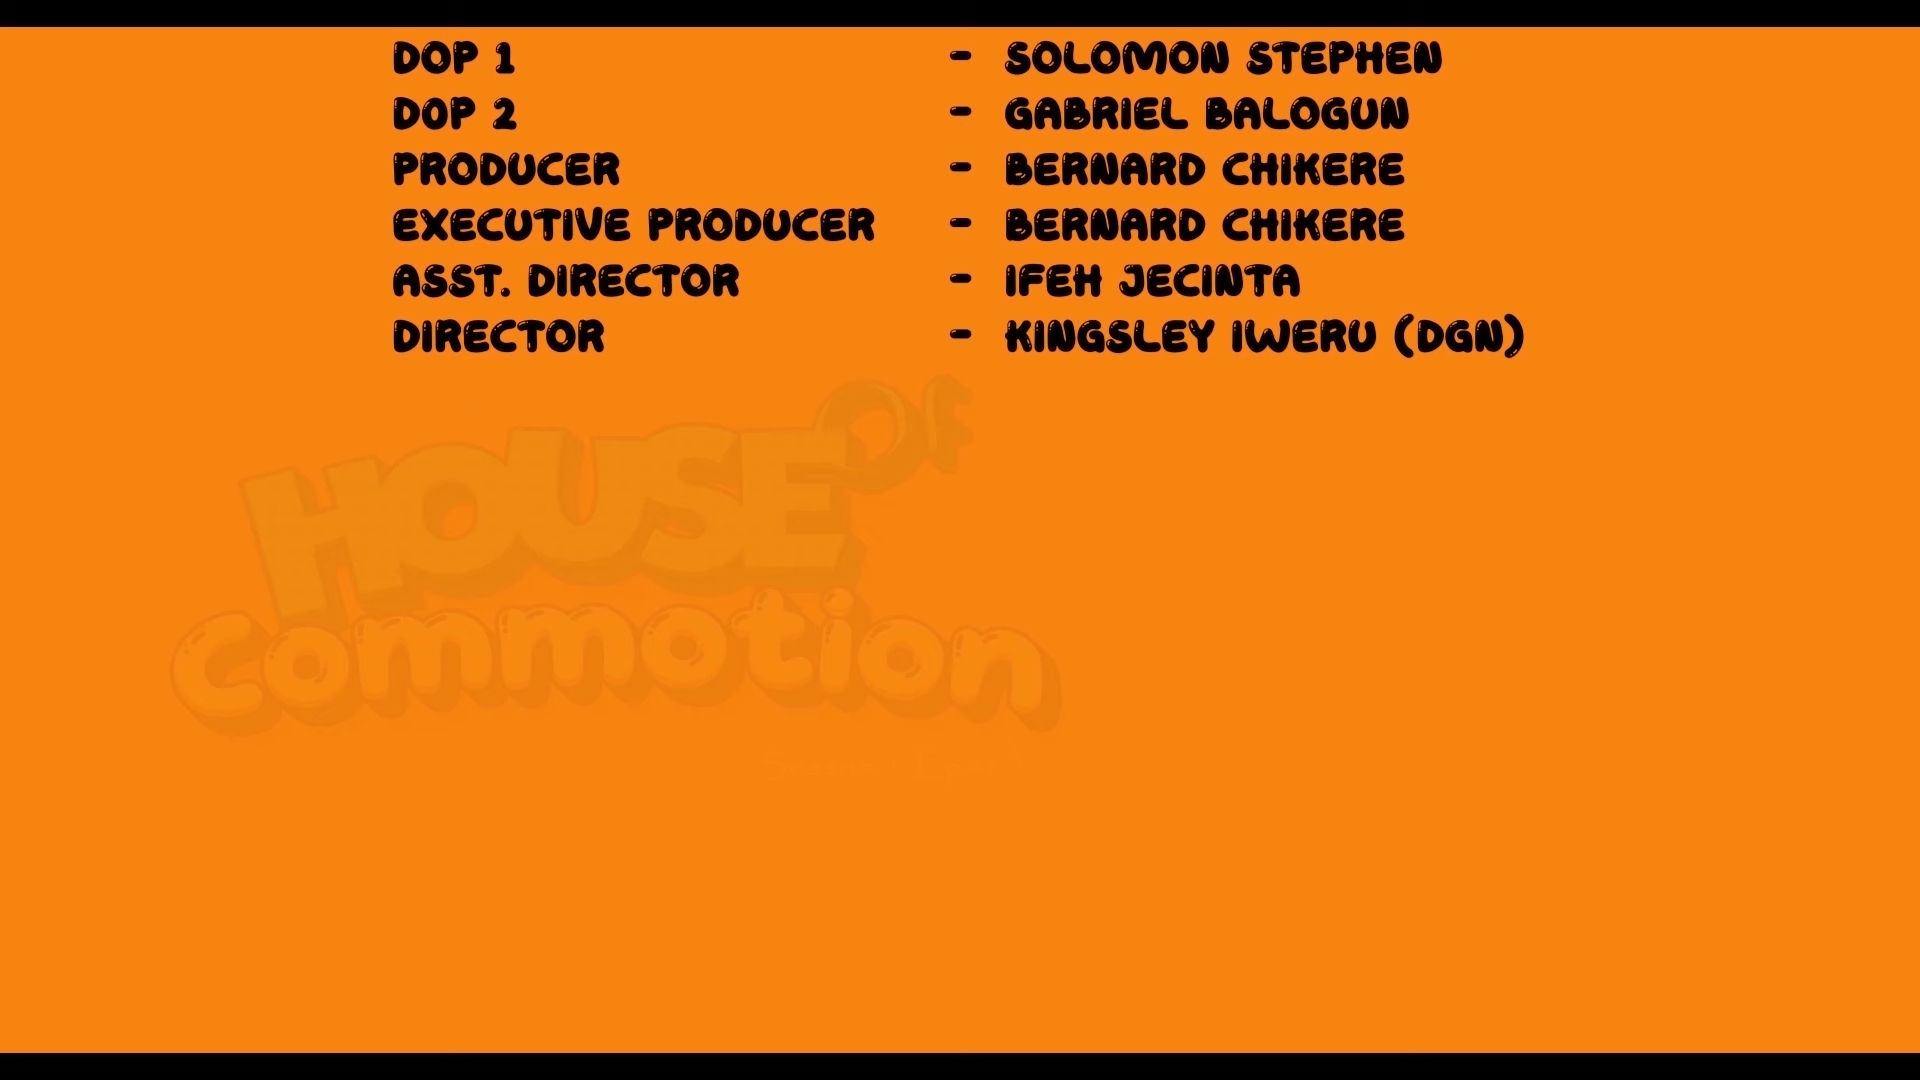 DOP 1 - SOLOMON STEPHEN
DOP 2 - GABRIEL BALOGUN
PRODUCER - BERNARD CHIKERE
EXECUTIVE PRODUCER - BERNARD CHIKERE
ASST. DIRECTOR - IFEH JECINTA
DIRECTOR - KINGSLEY IWERU (DGN)
HOUSE OF
Commotion